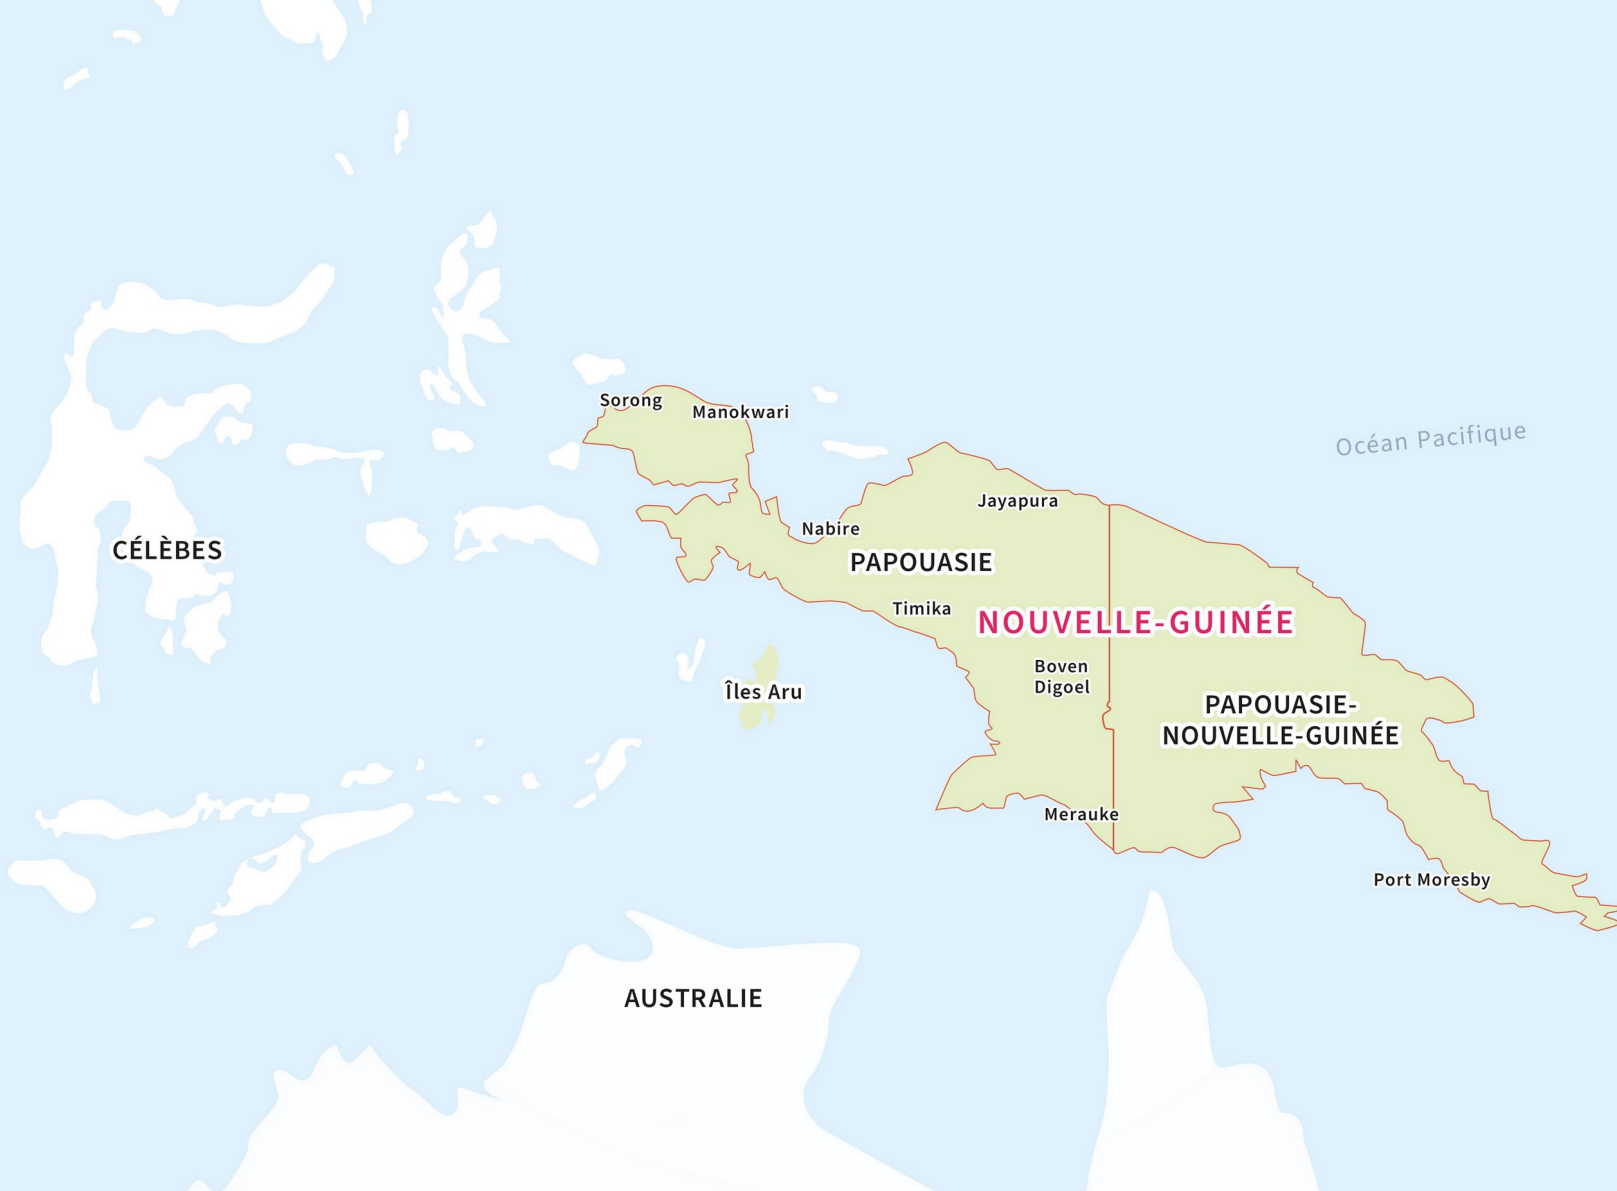 Sorong
Manokwari
Océan Pacifique
Jayapura
Nabire
CÉLÈBES
PAPOUASIE
Timika
NOUVELLE-GUINÉE
Boven
Digoel
Îles Aru
PAPOUASIE-
NOUVELLE-GUINÉE
Merauke
Port Moresby
AUSTRALIE